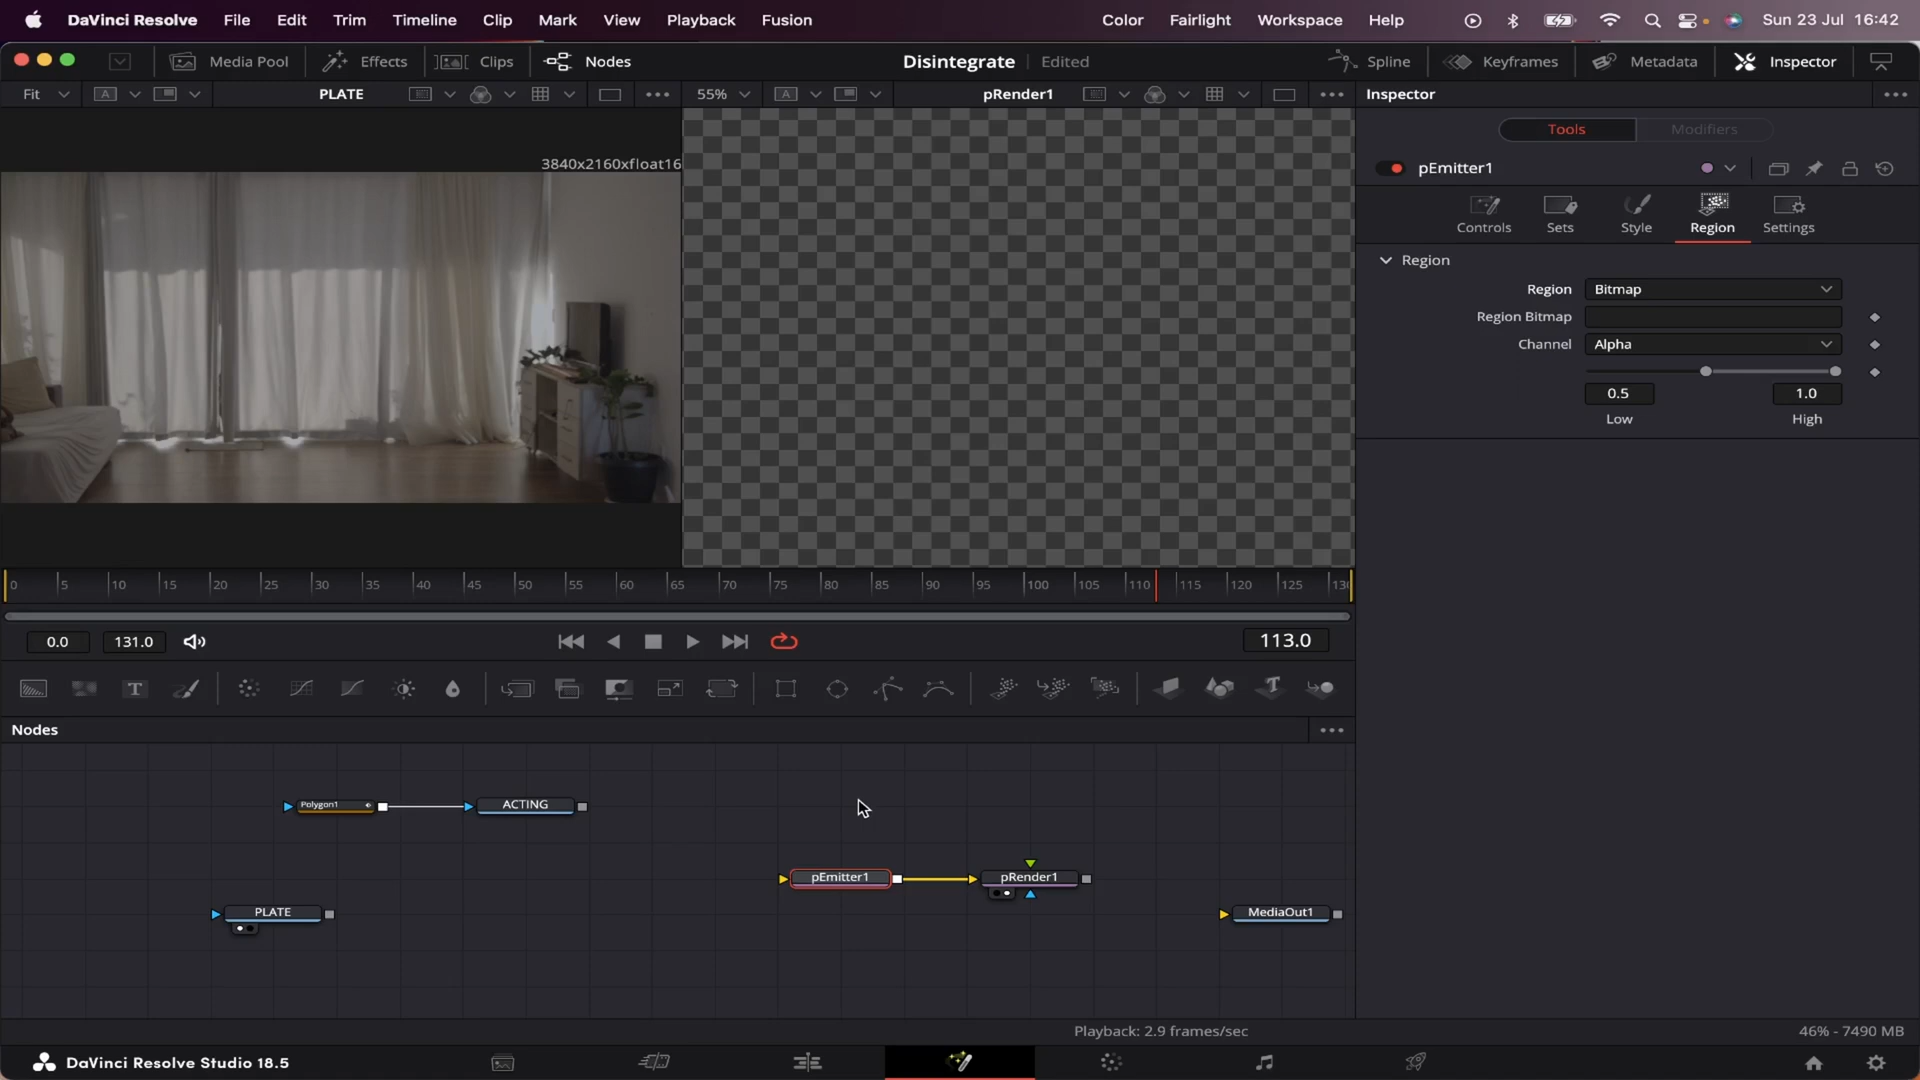 DaVinci Resolve File Edit Trim Timeline Clip Mark View Playback Fusion Color Fairlight Workspace Help Sun 23 Jul 16:42
Media Pool Effects Clips Nodes Disintegrate Edited Spline Keyframes Metadata Inspector
Fit A PLATE 55% A pRender1 Inspector
Tools Modifiers
3840x2160xfloat16
pEmitter1
Controls Sets Style Region Settings
Region
Region Bitmap
Region Bitmap
Channel Alpha
0.5 1.0
Low High
0 5 10 15 20 25 30 35 40 45 50 55 60 65 70 75 80 85 90 95 100 105 110 115 120 125
0.0 131.0 113.0
T T
Nodes
Polygon1 ACTING
pEmitter1 pRender1
PLATE MediaOut1
Playback: 2.9 frames/sec 46% - 7490 MB
DaVinci Resolve Studio 18.5